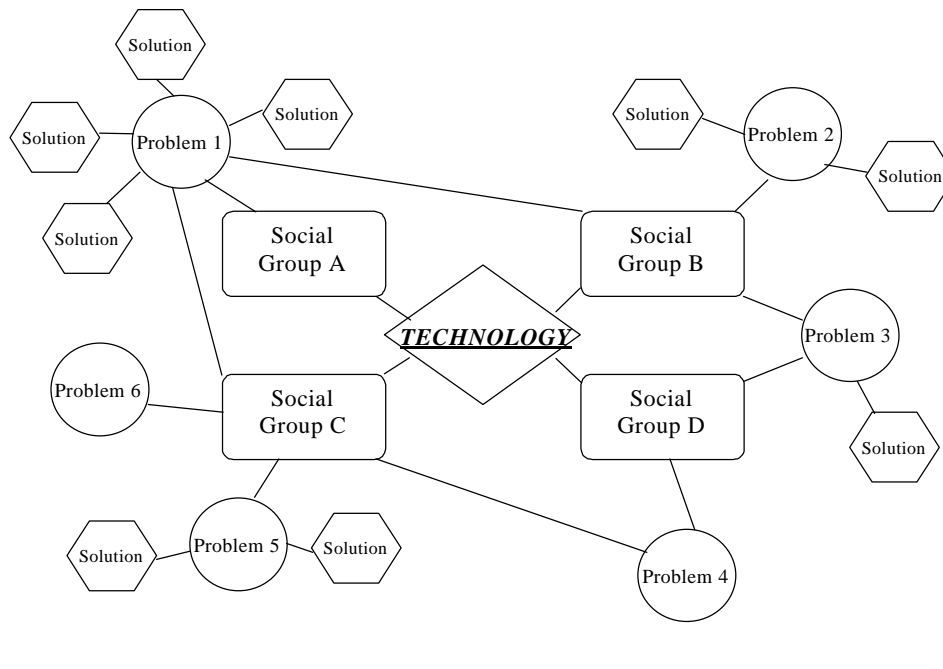 Solution
Solution
Solution
Solution
Problem 2
Solution
Problem 1
Solution
Solution
Social
Group A
Social
Group B
TECHNOLOGY
Problem 3
Problem 6
Social
Group C
Social
Group D
Solution
Solution
Problem 5
Solution
Problem 4